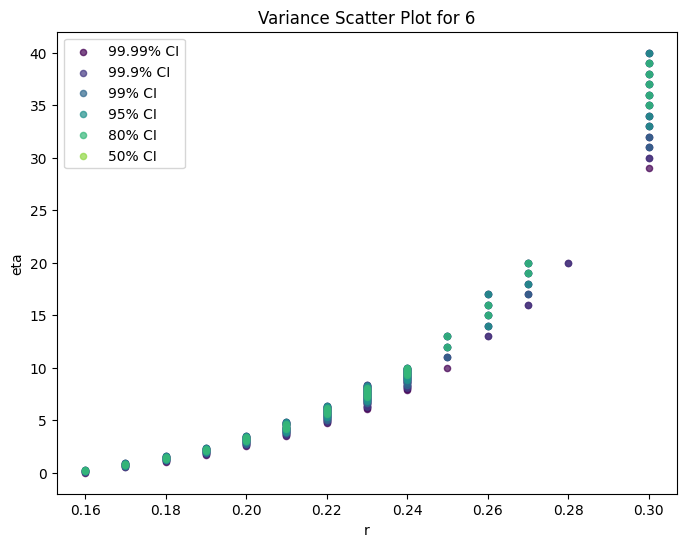 Variance Scatter Plot for 6
99.99% CI
99.9% CI
99% CI
95% CI
80% CI
50% CI
40
35
30
25
20
15
10
5
0
eta
0.16 0.18 0.20 0.22 0.24 0.26 0.28 0.30
r